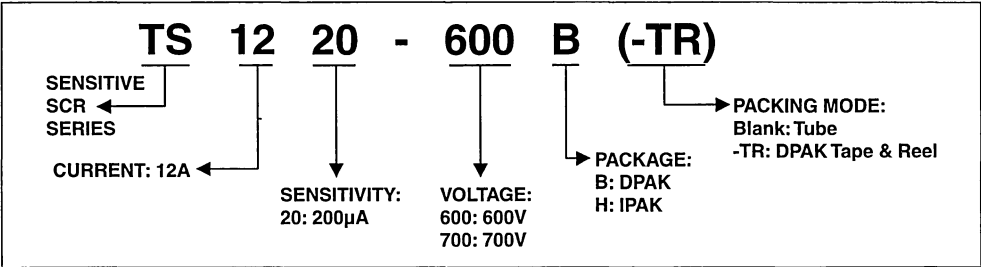 TS 12 20 - 600 B (-TR)
SENSITIVE
SCR
SERIES
CURRENT: 12A
SENSITIVITY:
20: 200µA
VOLTAGE:
600: 600V
700: 700V
PACKAGE:
B: DPAK
H: IPAK
PACKING MODE:
Blank: Tube
-TR: DPAK Tape & Reel